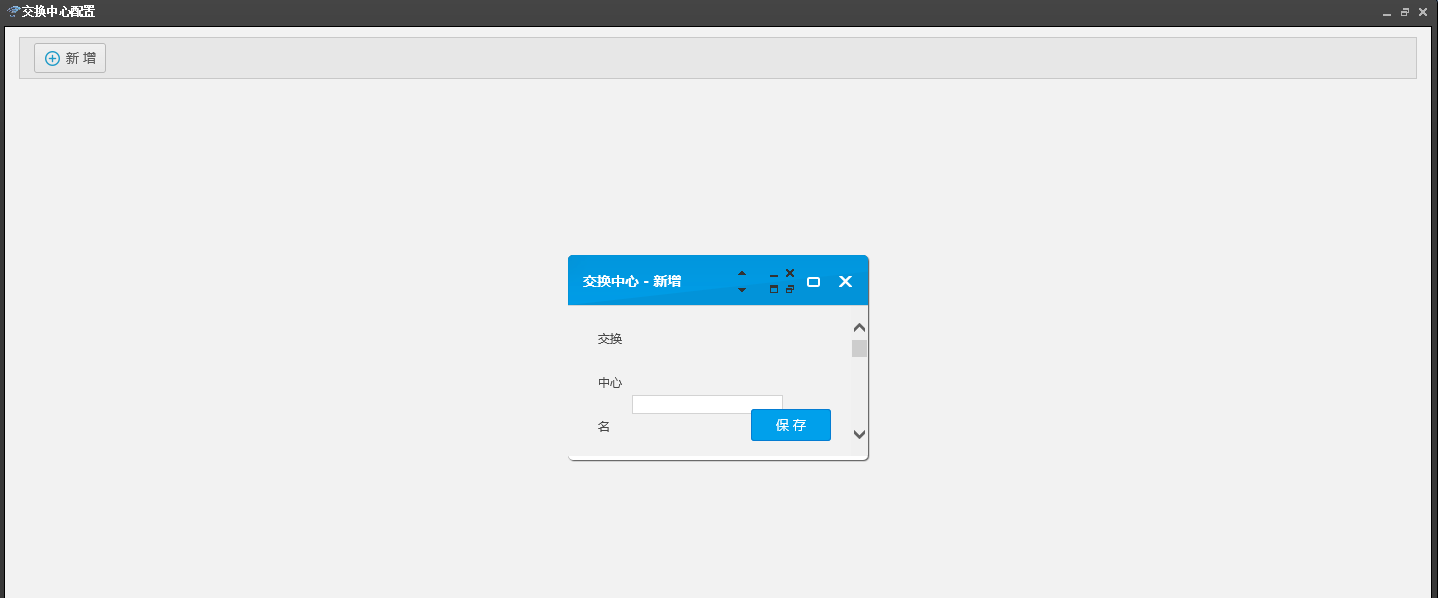 交换中心配置
新 增
交换中心 - 新增
交换
中心
名
保 存